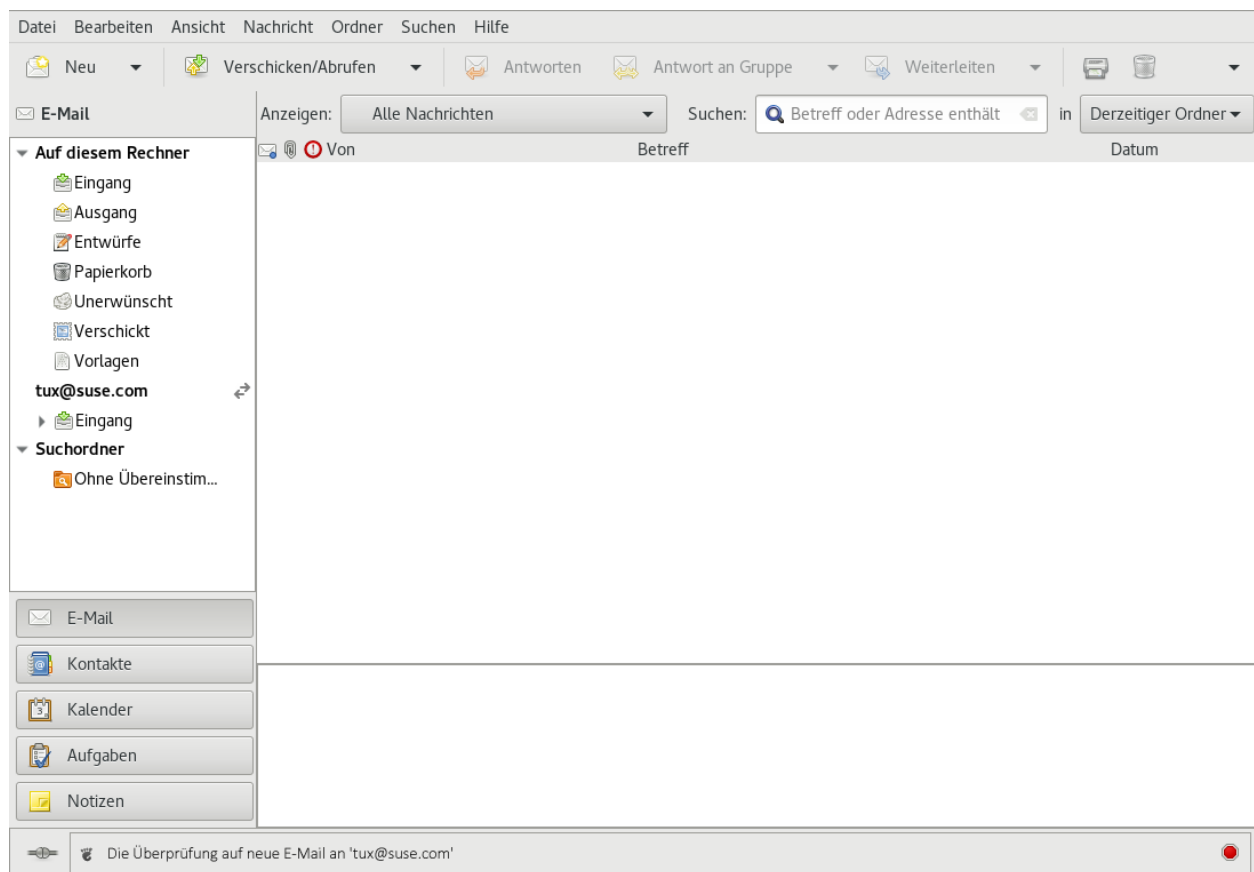 Datei Bearbeiten Ansicht Nachricht Ordner Suchen Hilfe
Neu Verschicken/Abrufen Antworten Antwort an Gruppe Weiterleiten
E-Mail Anzeigen: Alle Nachrichten Suchen: Betreff oder Adresse enthält in Derzeitiger Ordner
Von Betreff Datum
Auf diesem Rechner
Eingang
Ausgang
Entwürfe
Papierkorb
Unerwünscht
Verschickt
Vorlagen
tux@suse.com
Eingang
Suchordner
Ohne Übereinstim...
E-Mail
Kontakte
Kalender
Aufgaben
Notizen
Die Überprüfung auf neue E-Mail an 'tux@suse.com'